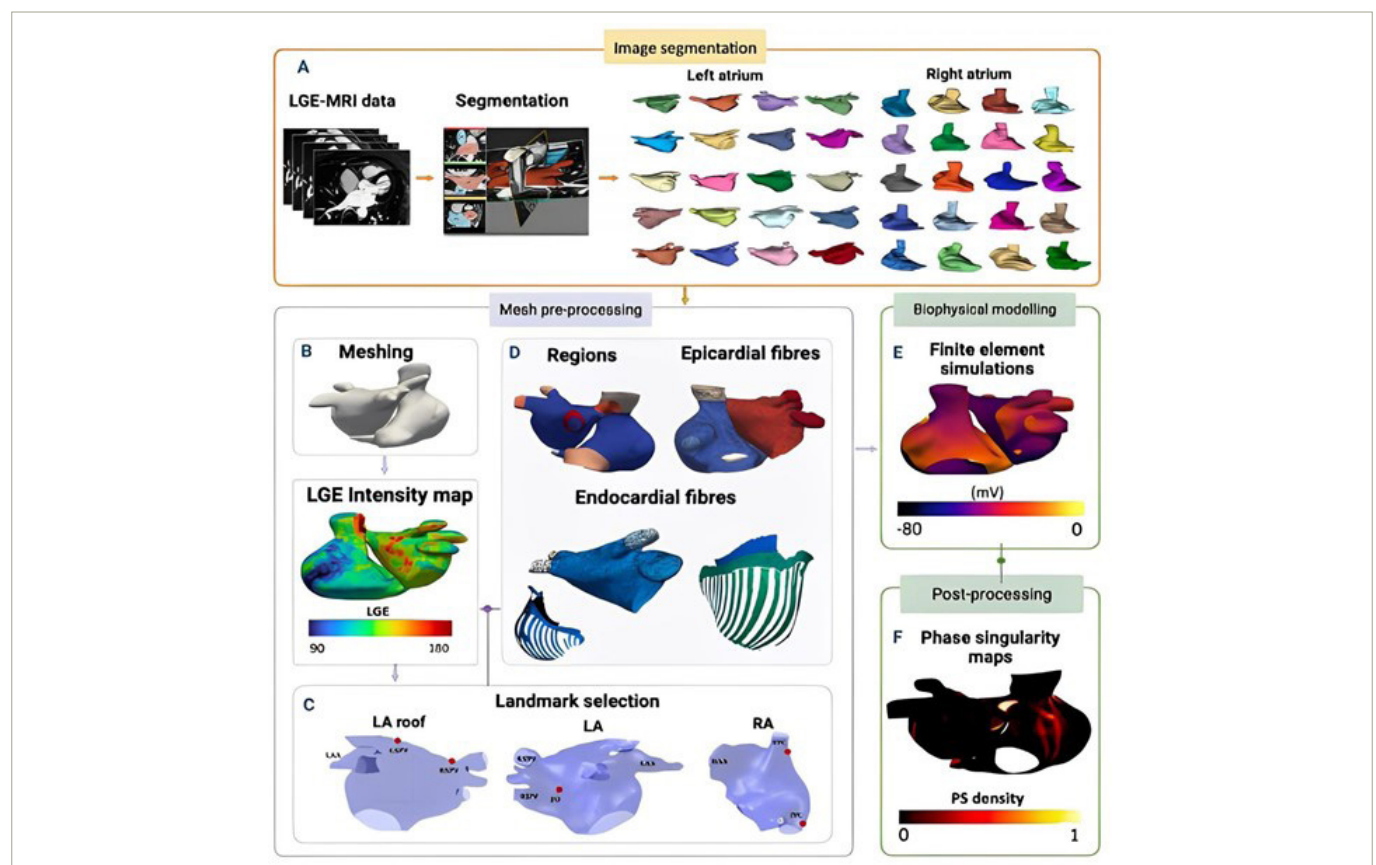 Image segmentation
A
LGE-MRI data
Segmentation
Left atrium
Right atrium
Mesh pre-processing
B
Meshing
LGE Intensity map
LGE
90
180
D
Regions
Epicardial fibres
Endocardial fibres
C
Landmark selection
LA roof
LA
RA
Biophysical modelling
E
Finite element
simulations
(mV)
-80
0
Post-processing
F
Phase singularity
maps
PS density
0
1